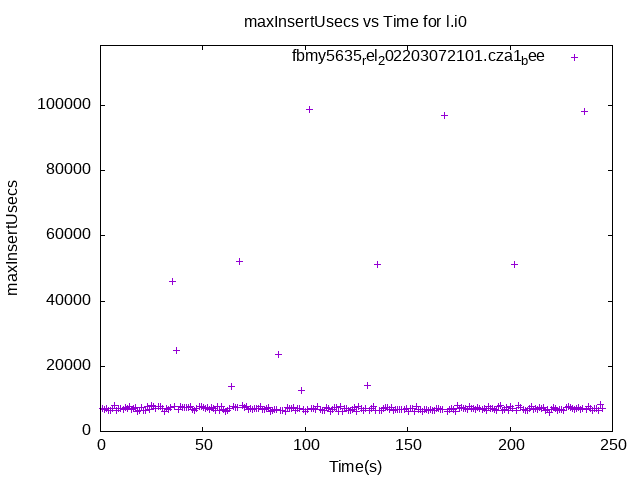 maxInsertUsecs vs Time for l.i0
fbmy5635rel202203072101.cza1bee
maxInsertUsecs
100000
80000
60000
40000
20000
0
0 50 100 150 200 250
Time(s)